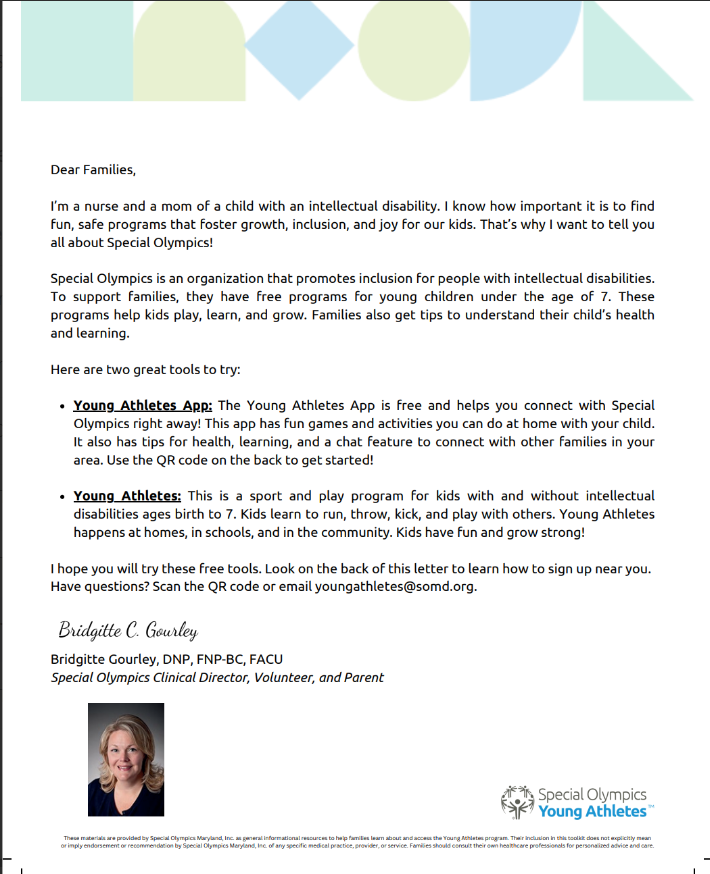 Dear Families,
I'm a nurse and a mom of a child with an intellectual disability. I know how important it is to find
fun, safe programs that foster growth, inclusion, and joy for our kids. That's why I want to tell you
all about Special Olympics!
Special Olympics is an organization that promotes inclusion for people with intellectual disabilities.
To support families, they have free programs for young children under the age of 7. These
programs help kids play, learn, and grow. Families also get tips to understand their child's health
and learning.
Here are two great tools to try:
• Young Athletes App: The Young Athletes App is free and helps you connect with Special
Olympics right away! This app has fun games and activities you can do at home with your child.
It also has tips for health, learning, and a chat feature to connect with other families in your
area. Use the QR code on the back to get started!
• Young Athletes: This is a sport and play program for kids with and without intellectual
disabilities ages birth to 7. Kids learn to run, throw, kick, and play with others. Young Athletes
happens at homes, in schools, and in the community. Kids have fun and grow strong!
I hope you will try these free tools. Look on the back of this letter to learn how to sign up near you.
Have questions? Scan the QR code or email youngathletes@somd.org.
Bridgitte C. Gourley
Bridgitte Gourley, DNP, FNP-BC, FACU
Special Olympics Clinical Director, Volunteer, and Parent
Special Olympics
Young Athletes™
These materials are provided by Special Olympics Maryland, Inc. as general informational resources to help families learn about and access the Young Athletes program. Their inclusion in this toolkit does not explicitly mean
or imply endorsement or recommendation by Special Olympics Maryland, Inc. of any specific medical practice, provider, or service. Families should consult their own healthcare professionals for personalized advice and care.